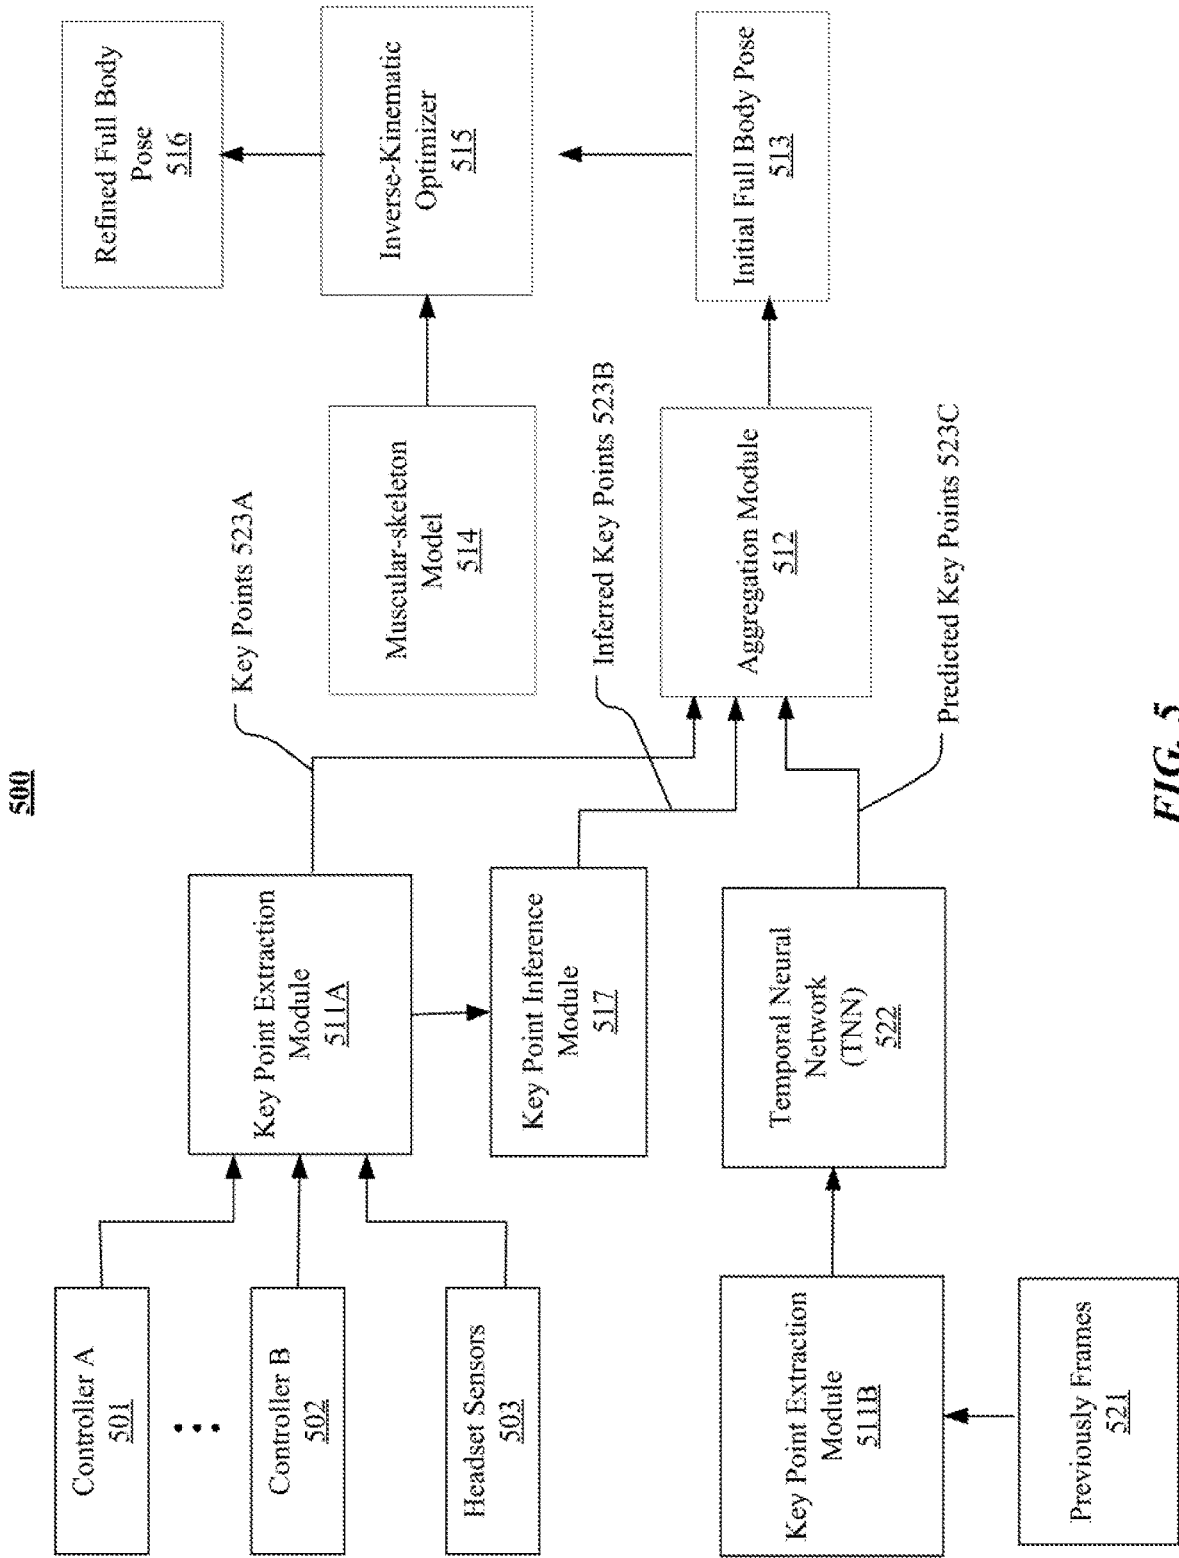 500
Controller A
501
Controller B
502
Headset Sensors
503
Key Point Extraction
Module
511A
Key Points 523A
Key Point Inference
Module
517
Inferred Key Points 523B
Previously Frames
521
Key Point Extraction
Module
511B
Temporal Neural
Network
(TNN)
522
Predicted Key Points 523C
Aggregation Module
512
Initial Full Body Pose
513
Muscular-skeleton
Model
514
Inverse-Kinematic
Optimizer
515
Refined Full Body
Pose
516
FIG. 5